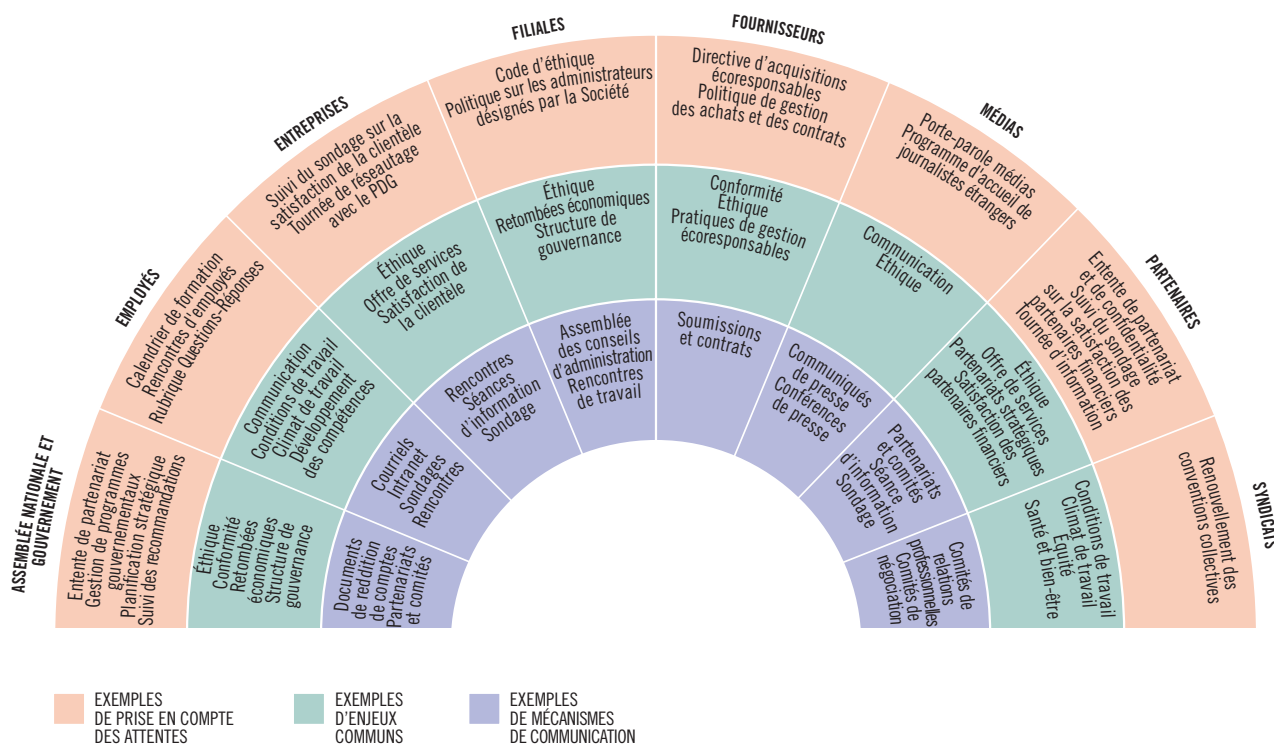 ASSEMBLÉE NATIONALE ET
GOUVERNEMENT
Entente de partenariat
Gestion de programmes
gouvernementaux
Planification stratégique
Suivi des recommandations
Éthique
Conformité
Retombées
économiques
Structure de
gouvernance
Documents
de reddition
de comptes
Partenariats
et comités
EMPLOYÉS
Calendrier de formation
Rencontres d'employés
Rubrique Questions-Réponses
Communication
Conditions de travail
Climat de travail
Développement
des compétences
Courriels
Intranet
Sondages
Rencontres
ENTREPRISES
Suivi du sondage sur la
satisfaction de la clientèle
Tournée de réseautage
avec le PDG
Éthique
Offre de services
Satisfaction de
la clientèle
Rencontres
Séances
d'information
Sondage
FILIALES
Code d'éthique
Politique sur les administrateurs
désignés par la Société
Éthique
Retombées économiques
Structure de
gouvernance
Assemblée
des conseils
d'administration
Rencontres
de travail
FOURNISSEURS
Directive d'acquisitions
écoresponsables
Politique de gestion
des achats et des contrats
Conformité
Éthique
Pratiques de gestion
écoresponsables
Soumissions
et contrats
MÉDIAS
Porte-parole médias
Programme d'accueil de
journalistes étrangers
Communication
Ethique
Communiqués
de presse
Conférences
de presse
PARTENAIRES
Entente de partenariat
et de confidentialité
Suivi du sondage
sur la satisfaction des
partenaires financiers
Journée d'information
Éthique
Offre de services
Partenariats stratégiques
Satisfaction des
partenaires financiers
Partenariats
et comités
Séance
d'information
Sondage
SYNDICATS
Renouvellement des
conventions collectives
Conditions de travail
Climat de travail
Équité
Santé et bien-être
Comités de
relations
professionnelles
Comités de
négociation
EXEMPLES
DE PRISE EN COMPTE
DES ATTENTES
EXEMPLES
D'ENJEUX
COMMUNS
EXEMPLES
DE MÉCANISMES
DE COMMUNICATION